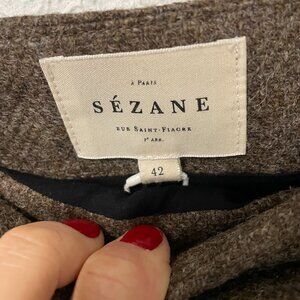 À PARIS
SÉZANE
RUE SAINT-FIACRE
2e ARR.
42